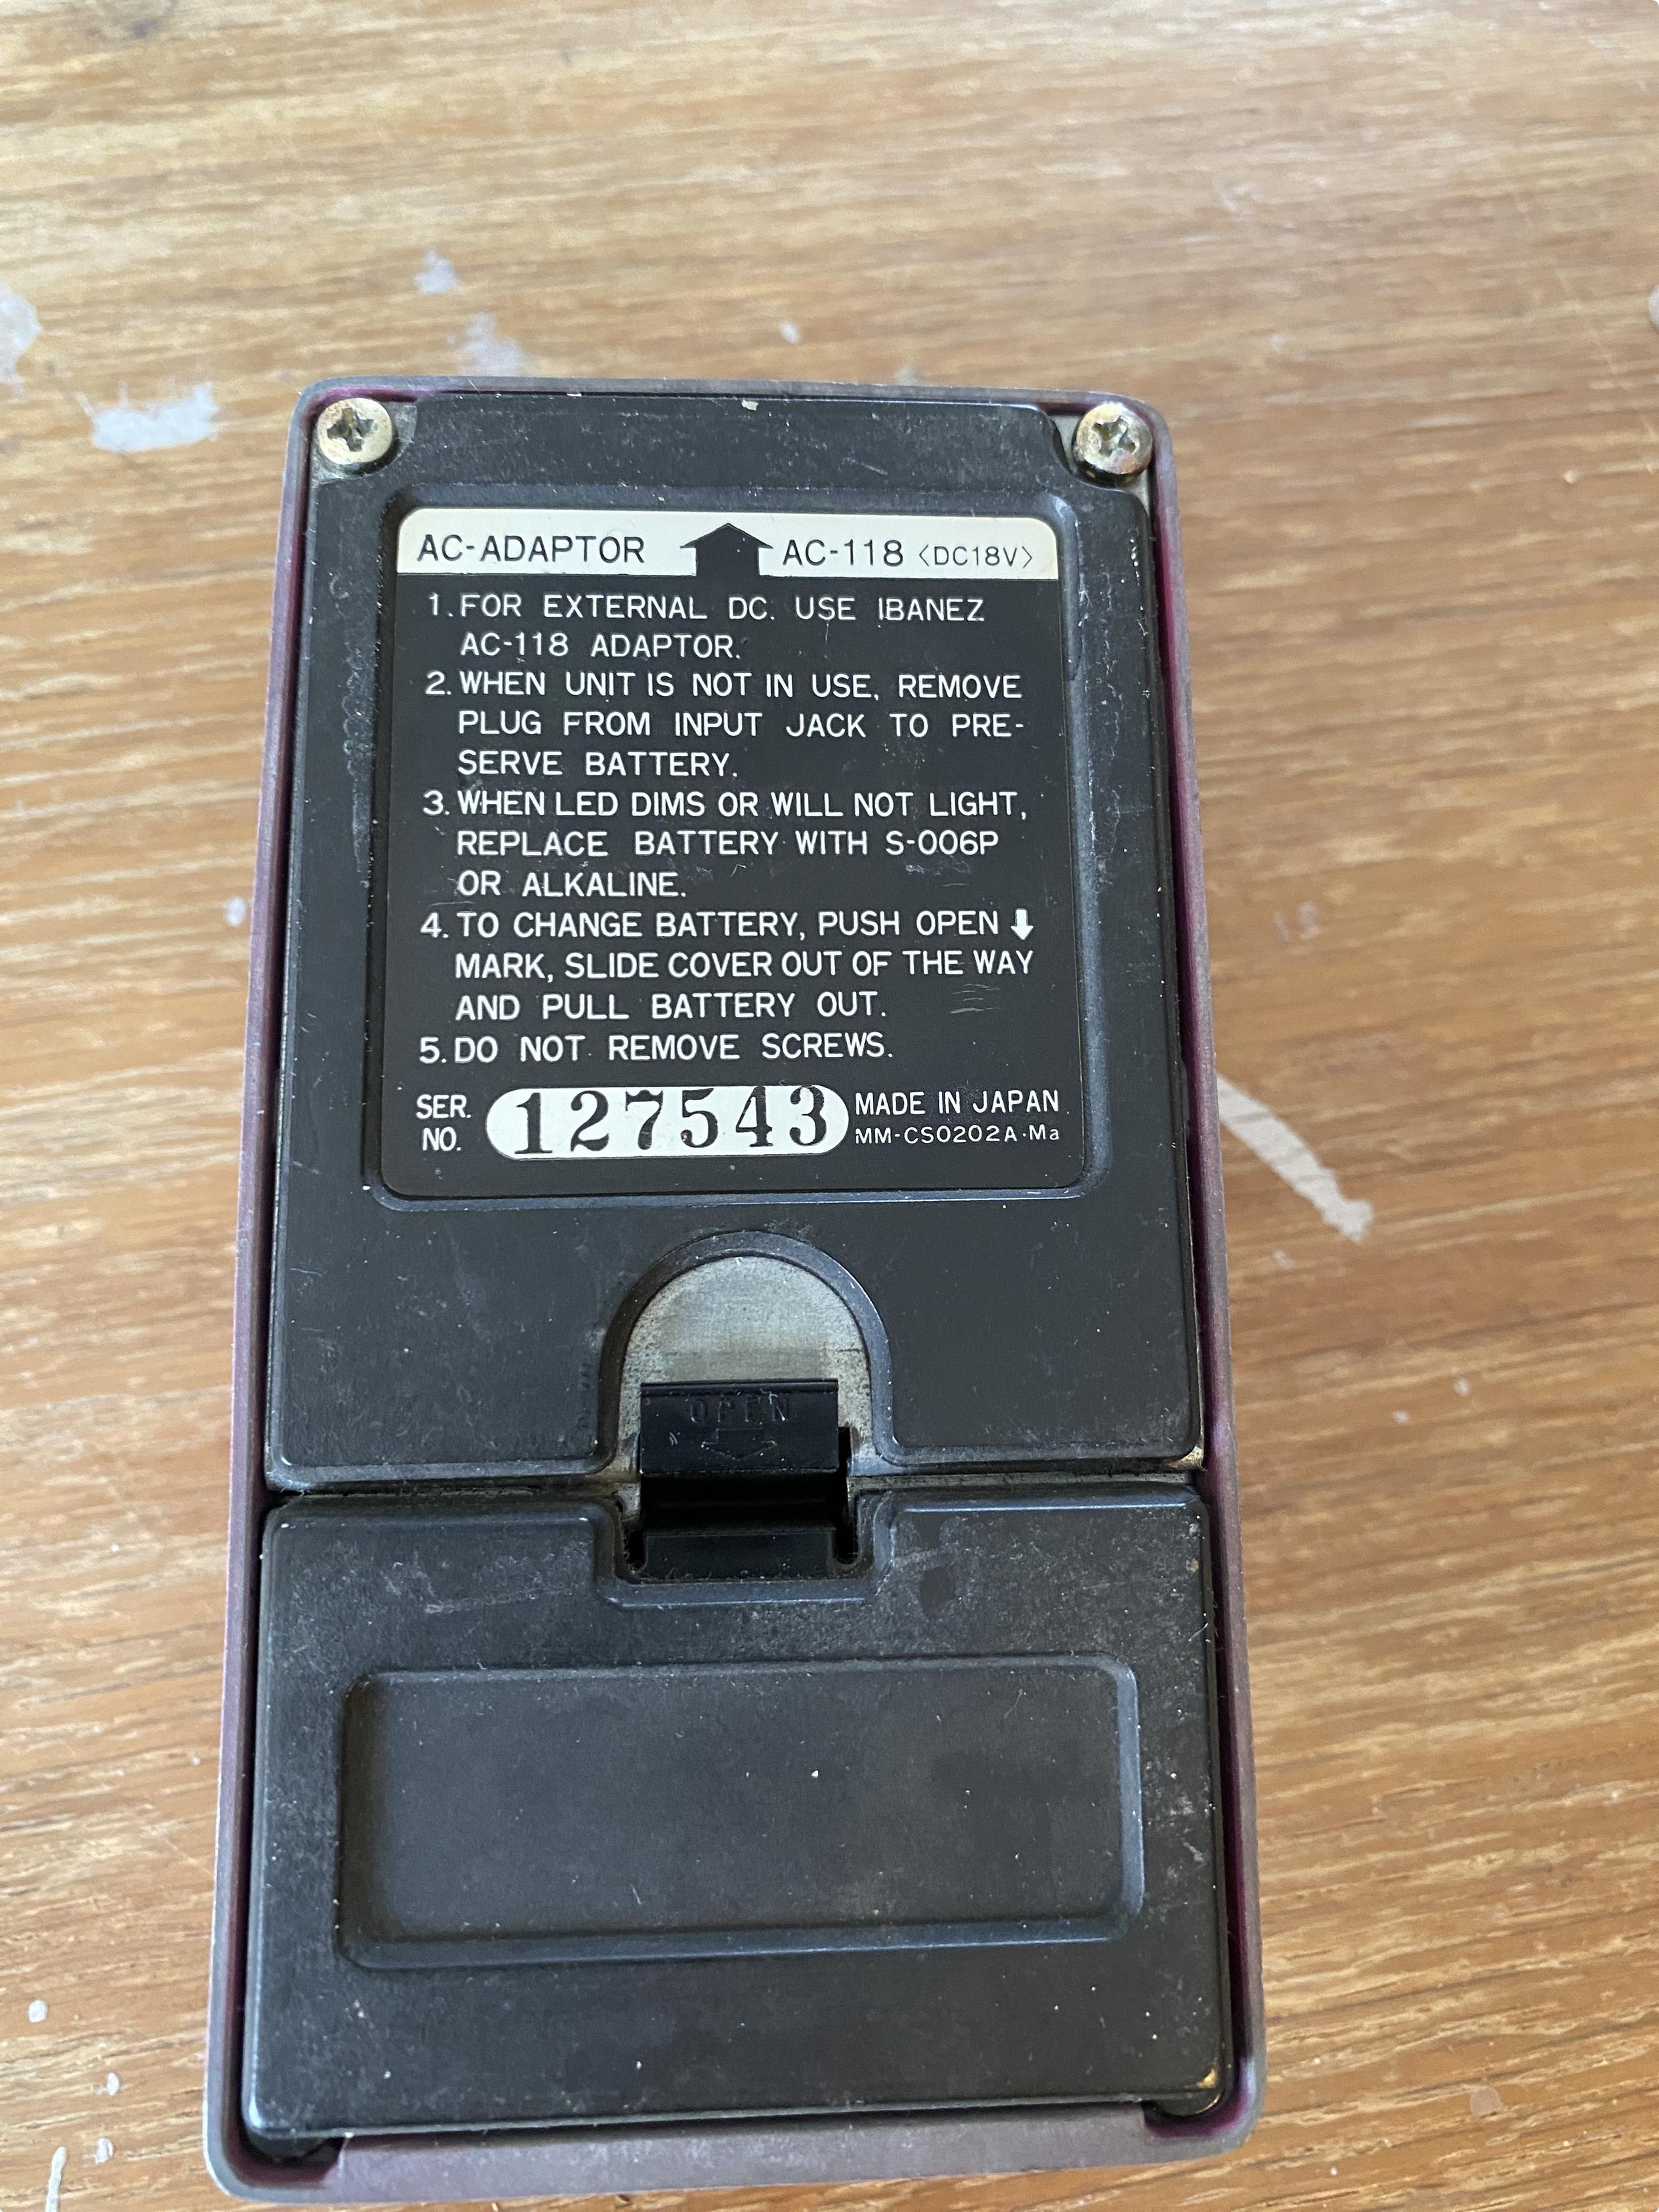 AC-ADAPTOR AC-118 <DC18V>
1. FOR EXTERNAL DC. USE IBANEZ
AC-118 ADAPTOR.
2. WHEN UNIT IS NOT IN USE, REMOVE
PLUG FROM INPUT JACK TO PRE-
SERVE BATTERY.
3. WHEN LED DIMS OR WILL NOT LIGHT,
REPLACE BATTERY WITH S-006P
OR ALKALINE.
4. TO CHANGE BATTERY, PUSH OPEN ⬇
MARK, SLIDE COVER OUT OF THE WAY
AND PULL BATTERY OUT.
5. DO NOT REMOVE SCREWS.
SER. NO. 127543
MADE IN JAPAN
MM-CS0202A·Ma
OPEN